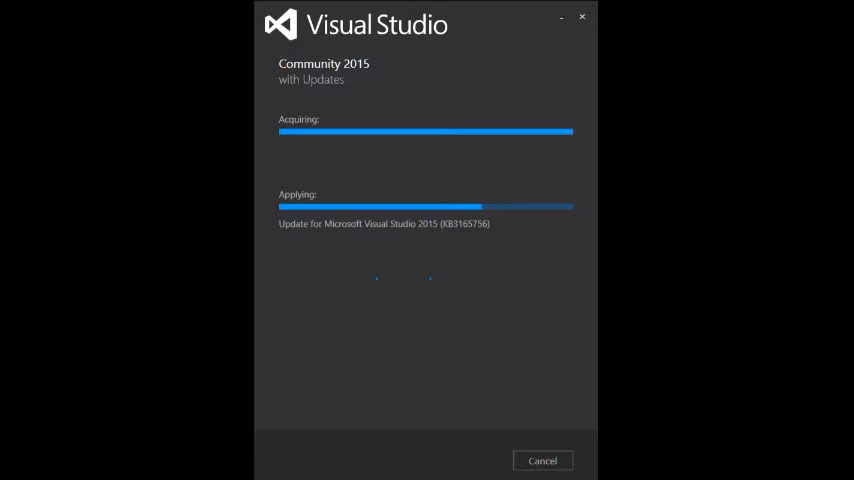 Visual Studio
Community 2015
with Updates
Acquiring:
Applying:
Update for Microsoft Visual Studio 2015 (KB3165756)
Cancel